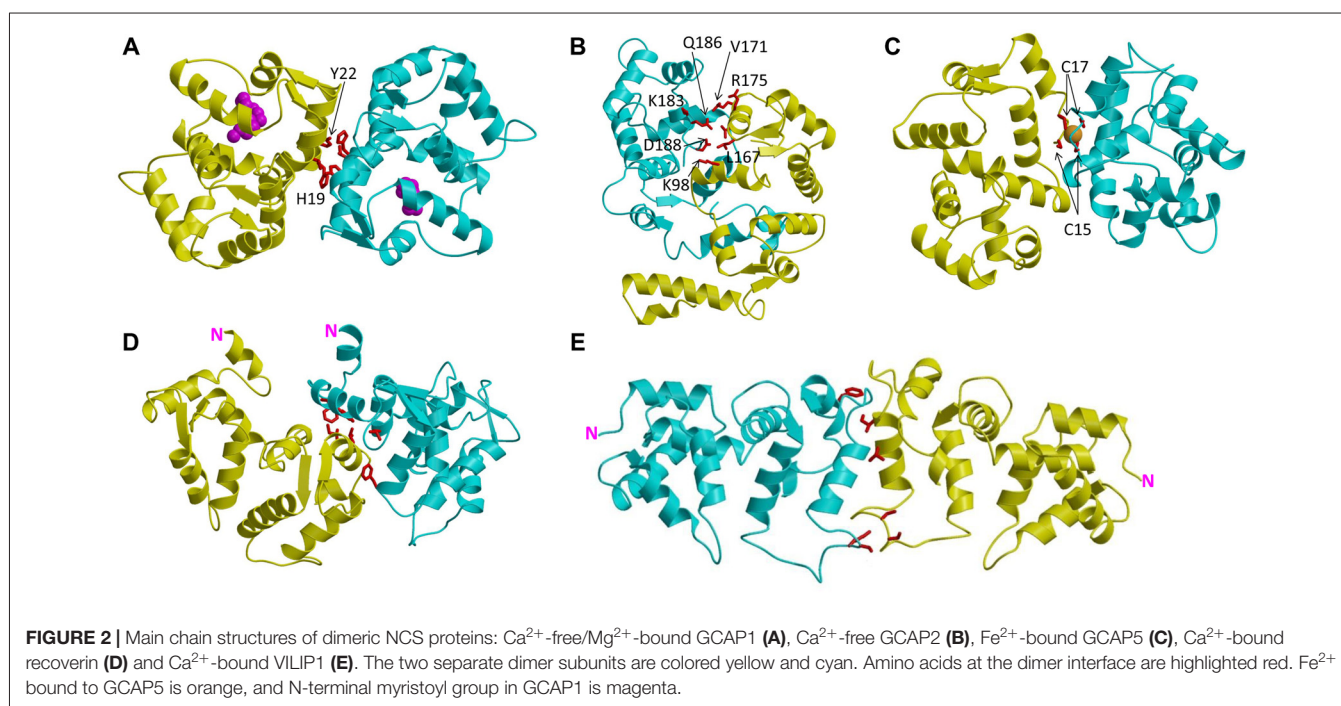 A
Y22
H19
B
Q186 V171
R175
K183
D188
L167
K98
C
C17
C15
D
N N
E
N
N
FIGURE 2 | Main chain structures of dimeric NCS proteins: Ca2+-free/Mg2+-bound GCAP1 (A), Ca2+-free GCAP2 (B), Fe2+-bound GCAP5 (C), Ca2+-bound
recoverin (D) and Ca2+-bound VILIP1 (E). The two separate dimer subunits are colored yellow and cyan. Amino acids at the dimer interface are highlighted red. Fe2+
bound to GCAP5 is orange, and N-terminal myristoyl group in GCAP1 is magenta.